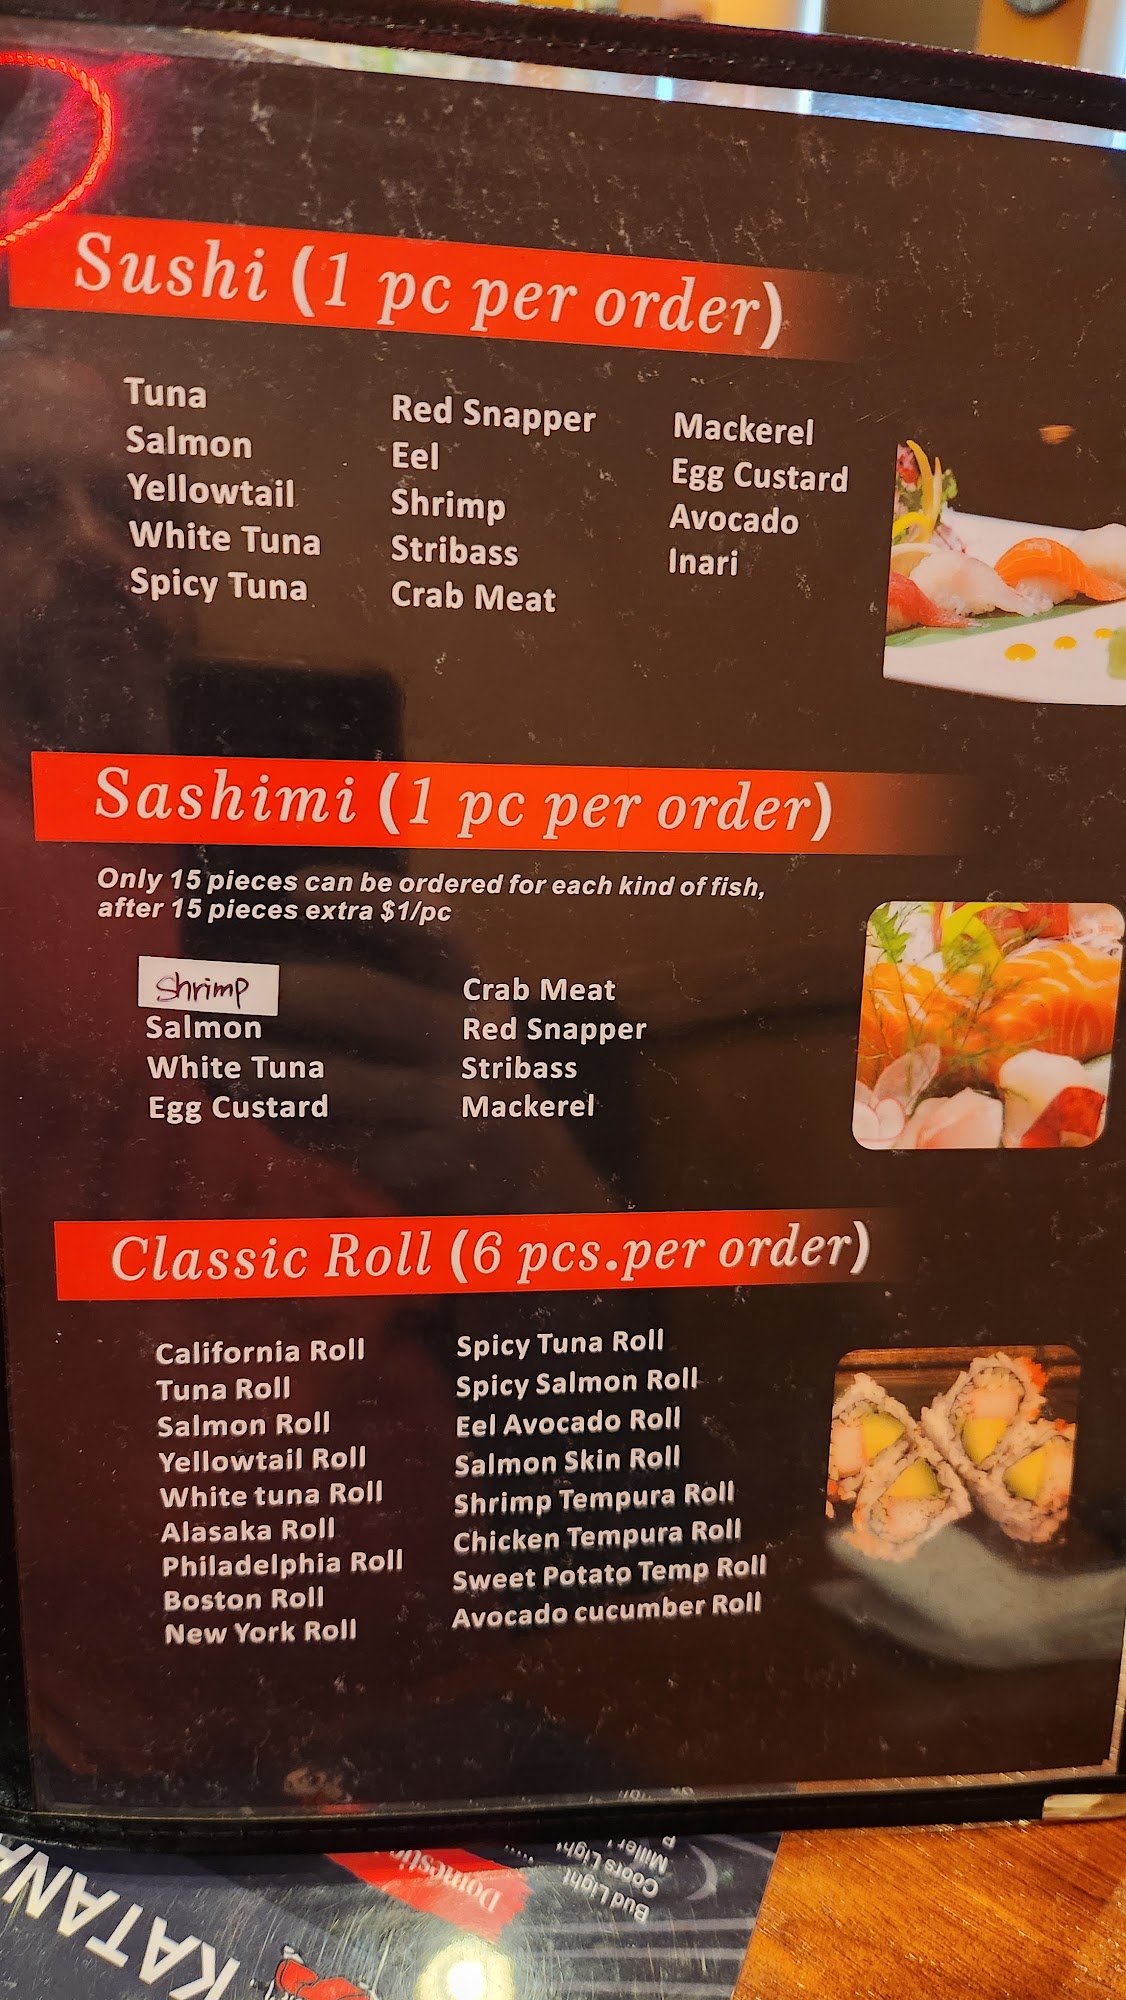 Sushi (1 pc per order)
Tuna
Salmon
Yellowtail
White Tuna
Spicy Tuna
Red Snapper
Eel
Shrimp
Stribass
Crab Meat
Mackerel
Egg Custard
Avocado
Inari
Sashimi (1 pc per order)
Only 15 pieces can be ordered for each kind of fish,
after 15 pieces extra $1/pc
Shrimp
Salmon
White Tuna
Egg Custard
Crab Meat
Red Snapper
Stribass
Mackerel
Classic Roll (6 pcs.per order)
California Roll
Tuna Roll
Salmon Roll
Yellowtail Roll
White tuna Roll
Alasaka Roll
Philadelphia Roll
Boston Roll
New York Roll
Spicy Tuna Roll
Spicy Salmon Roll
Eel Avocado Roll
Salmon Skin Roll
Shrimp Tempura Roll
Chicken Tempura Roll
Sweet Potato Temp Roll
Avocado cucumber Roll
KATANA
Bud Light
Coors Light
Miller